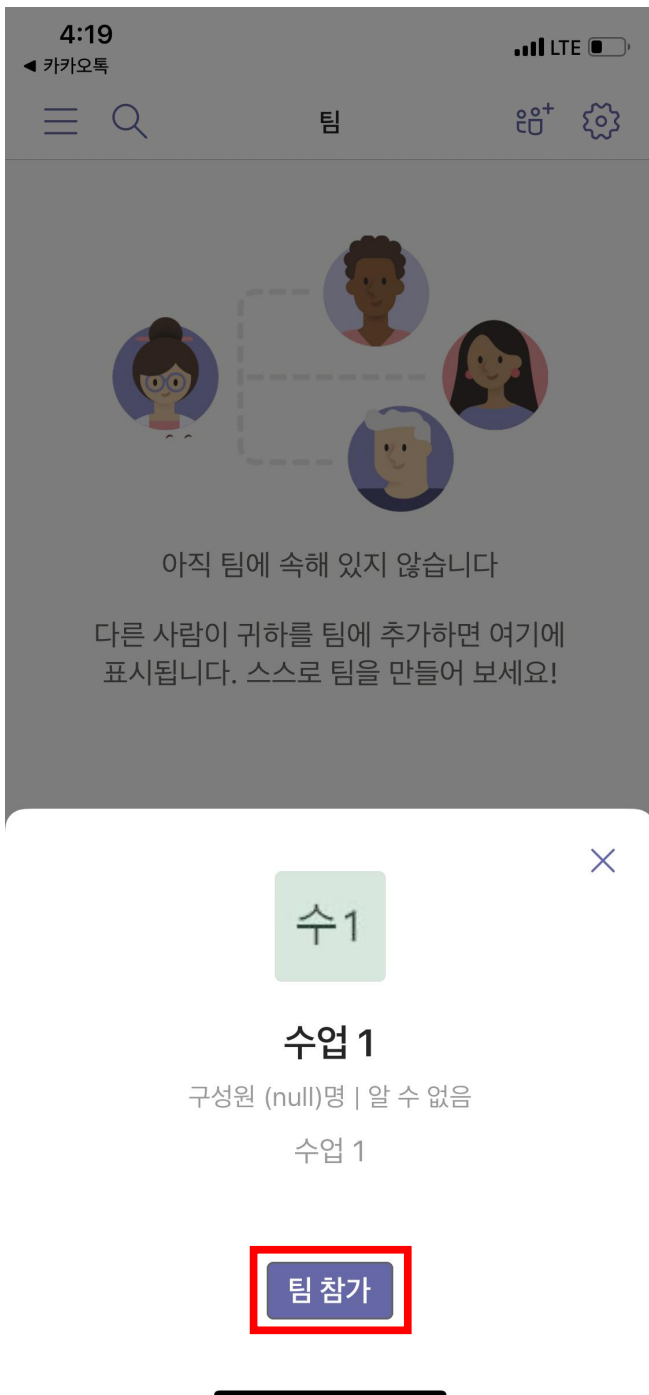 4:19
LTE
◀ 카카오톡
팀
아직 팀에 속해 있지 않습니다
다른 사람이 귀하를 팀에 추가하면 여기에
표시됩니다. 스스로 팀을 만들어 보세요!
수1
수업 1
구성원 (null)명 | 알 수 없음
수업 1
팀 참가